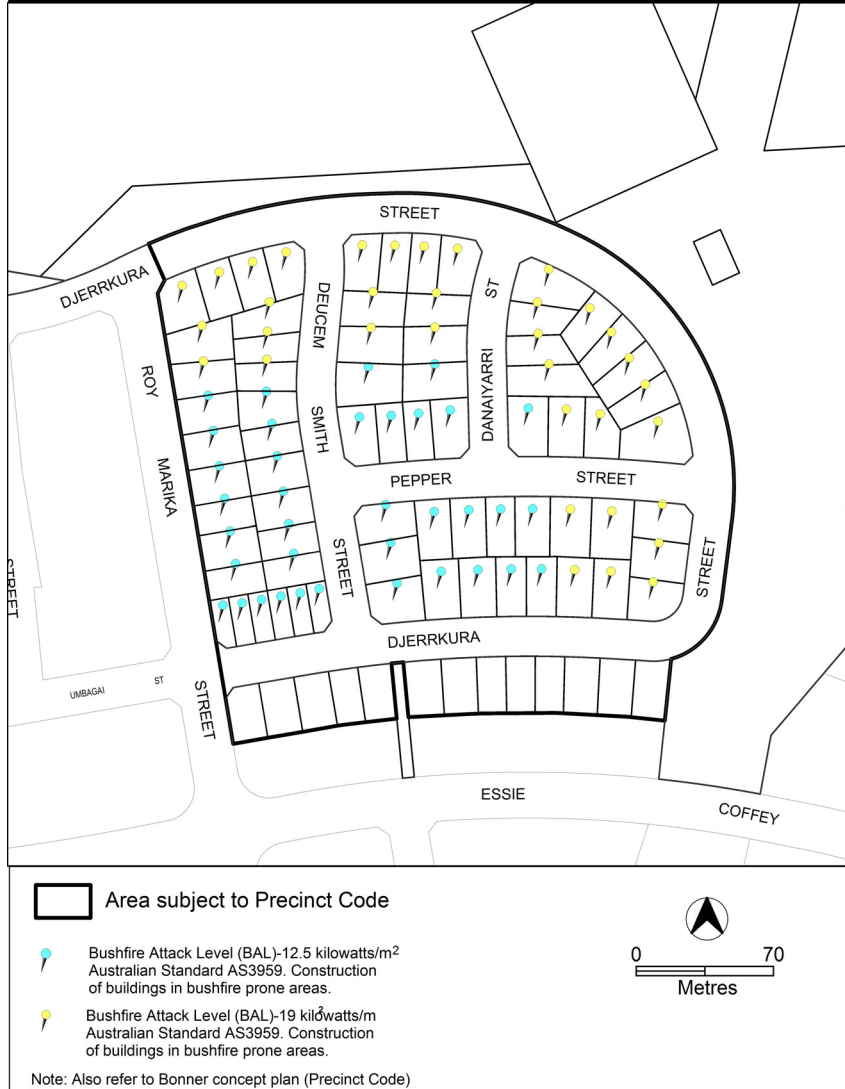 STREET
DJERRKURA
DEUCEM
ST
ROY
DANAIYARRI
SMITH
MARIKA
PEPPER
STREET
STREET
STREET
STREET
DJERRKURA
UMBAGAI
ST
STREET
ESSIE
COFFEY
Area subject to Precinct Code
Bushfire Attack Level (BAL)-12.5 kilowatts/m2
Australian Standard AS3959. Construction
of buildings in bushfire prone areas.
0 70
Metres
Bushfire Attack Level (BAL)-19 kilowatts/m2
Australian Standard AS3959. Construction
of buildings in bushfire prone areas.
Note: Also refer to Bonner concept plan (Precinct Code)